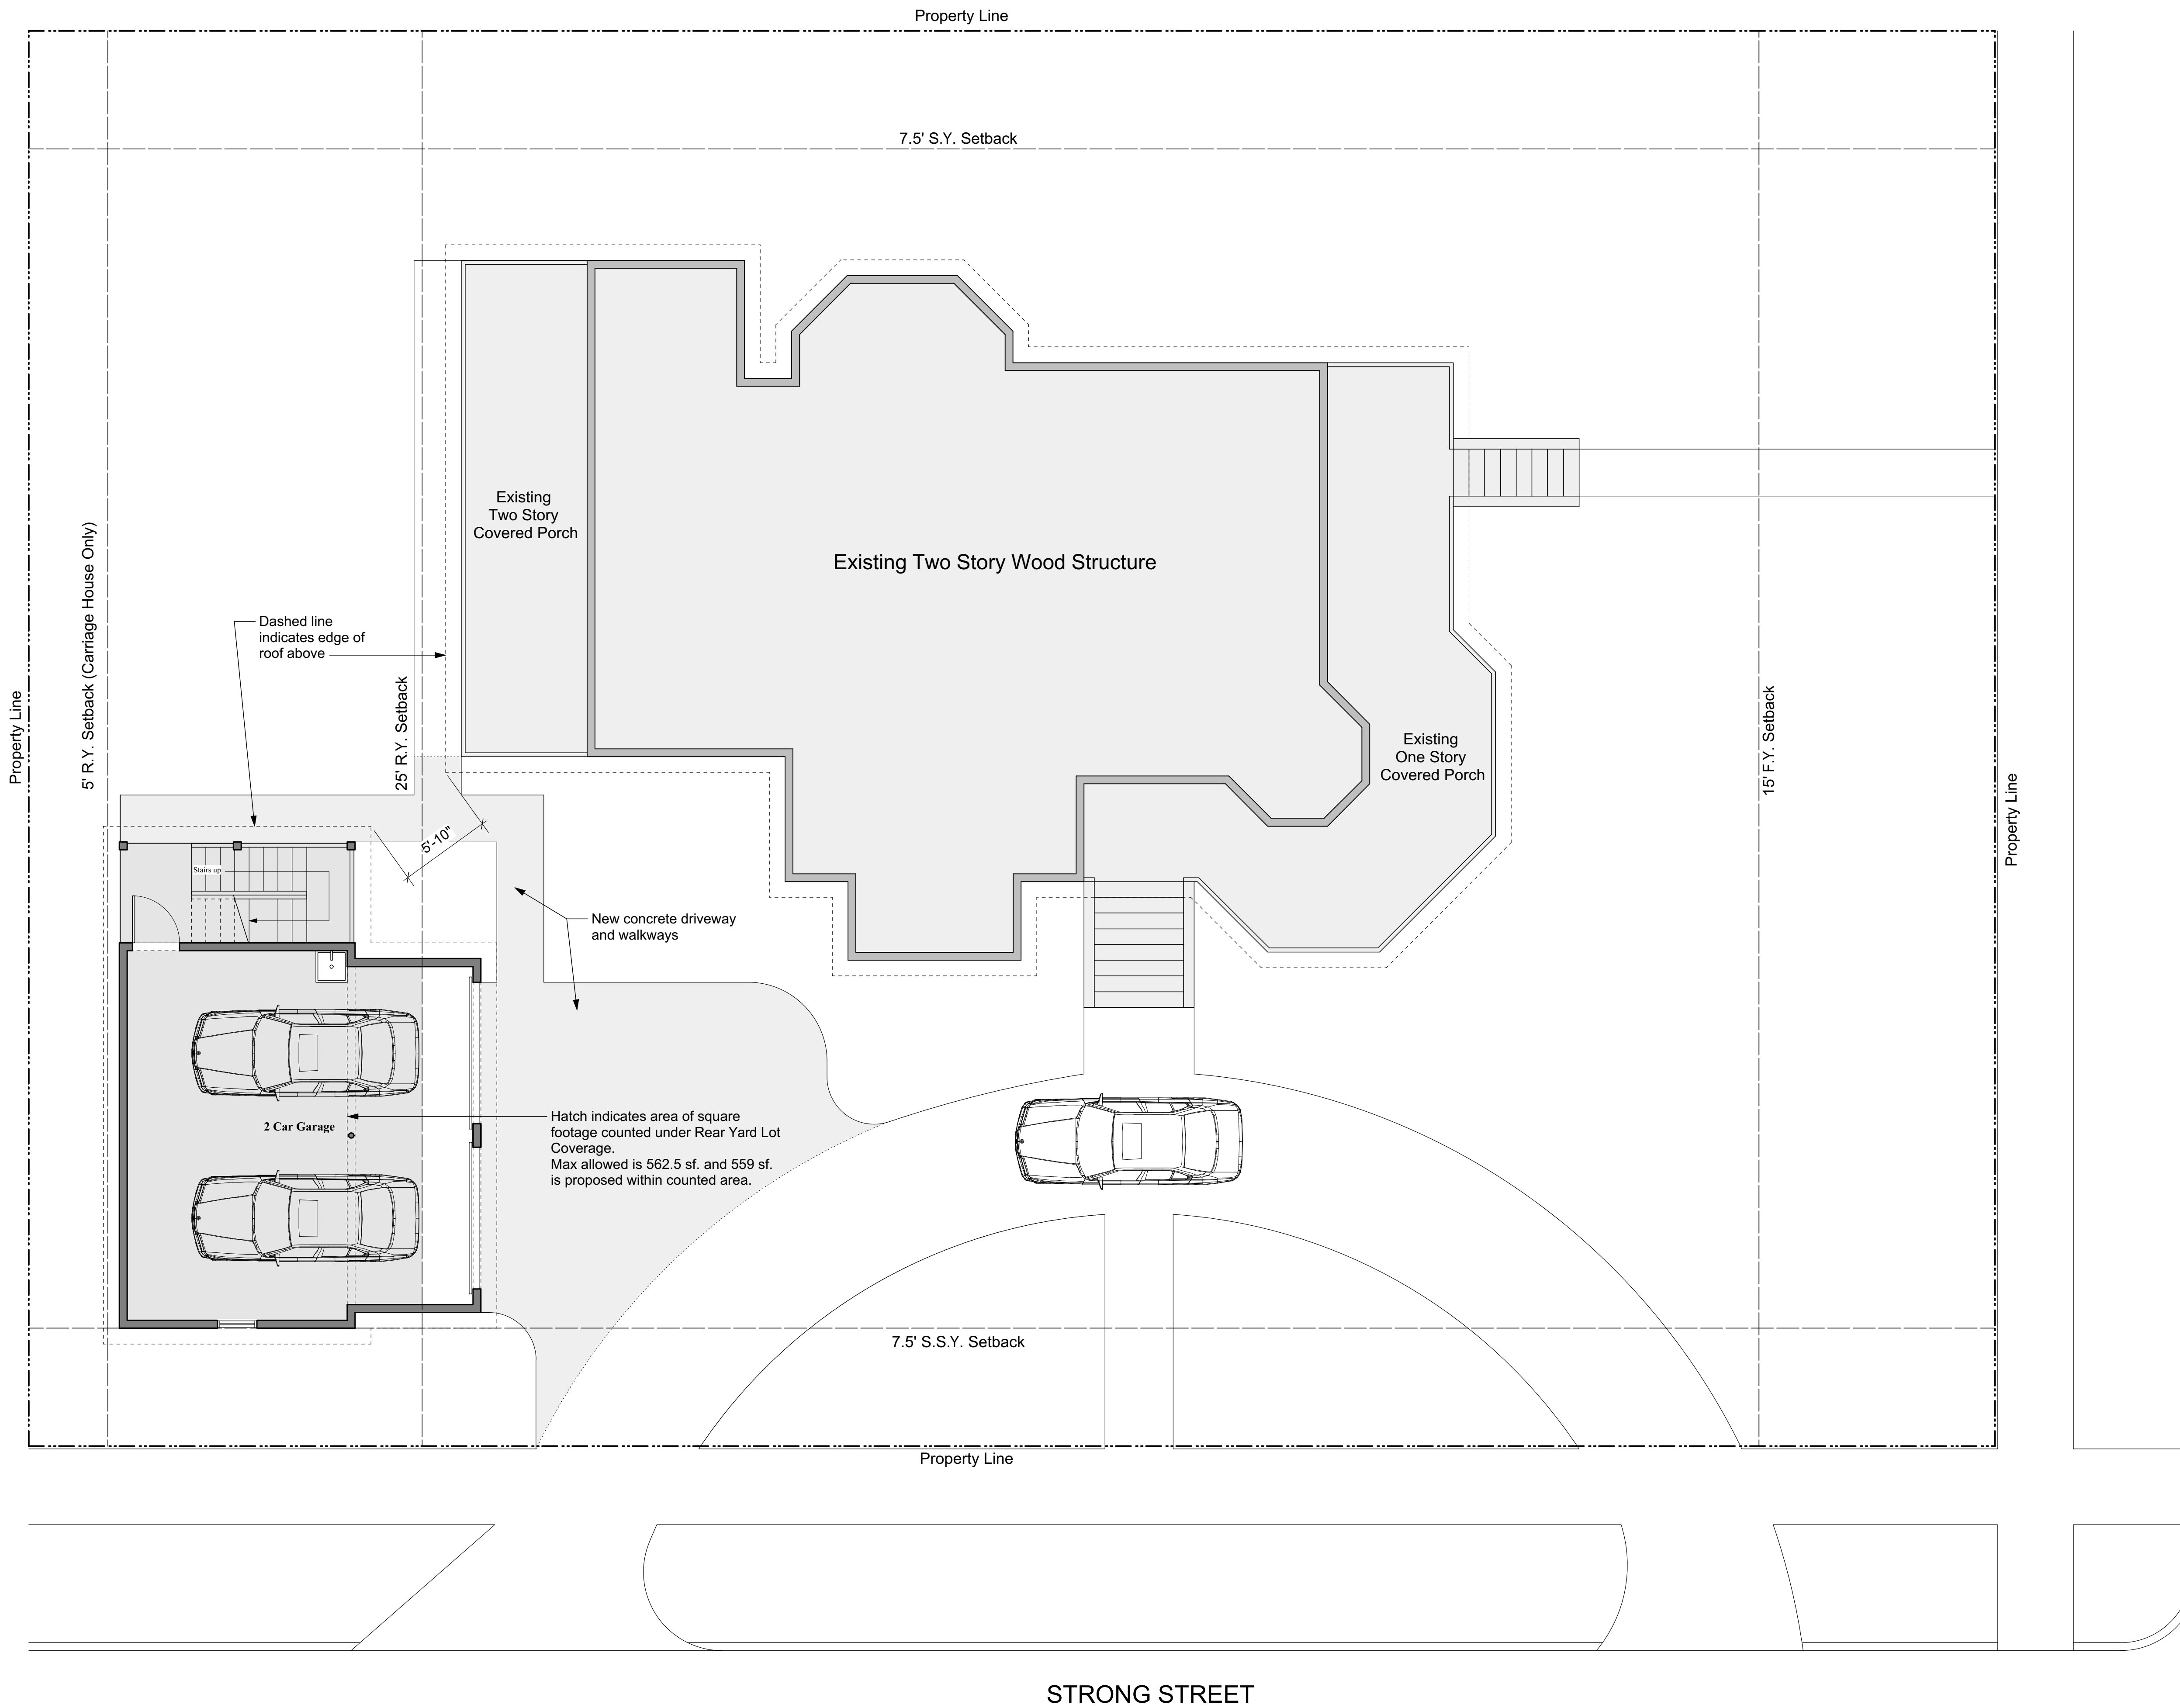 Property Line
7.5' S.Y. Setback
Existing
Two Story
Covered Porch
Existing Two Story Wood Structure
5' R.Y. Setback (Carriage House Only)
Dashed line
indicates edge of
roof above
Property Line
25' R.Y. Setback
15' F.Y. Setback
Existing
One Story
Covered Porch
Property Line
5'-10"
Stairs up
New concrete driveway
and walkways
2 Car Garage
Hatch indicates area of square
footage counted under Rear Yard Lot
Coverage.
Max allowed is 562.5 sf. and 559 sf.
is proposed within counted area.
7.5' S.S.Y. Setback
Property Line
STRONG STREET